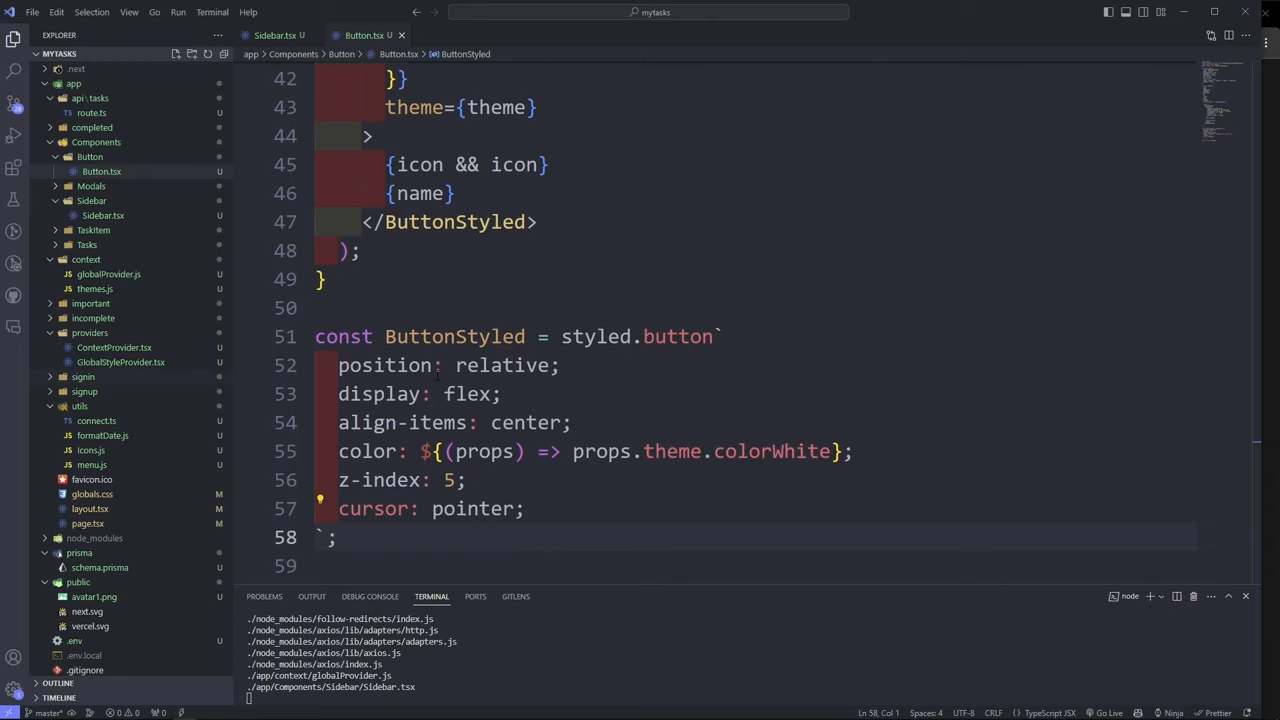 File Edit Selection View Go Run Terminal Help
mytasks
EXPLORER
MYTASKS
.next
app
api\tasks
route.ts U
completed
Components
Button
Button.tsx U
Modals
Sidebar
Sidebar.tsx U
TaskItem
Tasks
context
globalProvider.js U
themes.js U
important
incomplete
providers
ContextProvider.tsx U
GlobalStyleProvider.tsx U
signin
signup
utils
connect.ts U
formatDate.js U
Icons.js U
menu.js U
favicon.ico
globals.css M
layout.tsx M
page.tsx M
node_modules
prisma
schema.prisma U
public
avatar1.png U
next.svg
vercel.svg
.env U
.env.local
.gitignore
OUTLINE
TIMELINE
Sidebar.tsx U
Button.tsx U
app > Components > Button > Button.tsx > ButtonStyled
42 }}
43 theme={theme}
44 >
45 {icon && icon}
46 {name}
47 </ButtonStyled>
48 );
49 }
50
51 const ButtonStyled = styled.button`
52 position: relative;
53 display: flex;
54 align-items: center;
55 color: ${(props) => props.theme.colorWhite};
56 z-index: 5;
57 cursor: pointer;
58 `;
59
PROBLEMS OUTPUT DEBUG CONSOLE TERMINAL PORTS GITLENS
node
./node_modules/follow-redirects/index.js
./node_modules/axios/lib/adapters/http.js
./node_modules/axios/lib/adapters/adapters.js
./node_modules/axios/lib/axios.js
./node_modules/axios/index.js
./app/context/globalProvider.js
./app/Components/Sidebar/Sidebar.tsx
master* 0 0 0 Ln 58, Col 1 Spaces: 4 UTF-8 CRLF TypeScript JSX Go Live Ninja Prettier